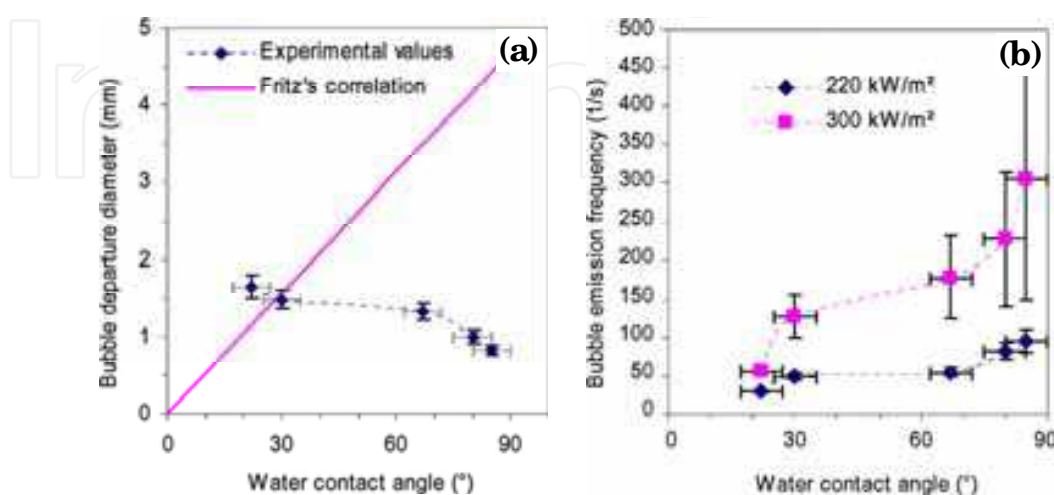 (a)
Experimental values
Fritz's correlation
Bubble departure diameter (mm)
5
4
3
2
1
0
0 30 60 90
Water contact angle (°)
(b)
220 kW/m²
300 kW/m²
Bubble emission frequency (1/s)
500
450
400
350
300
250
200
150
100
50
0
0 30 60 90
Water contact angle (°)